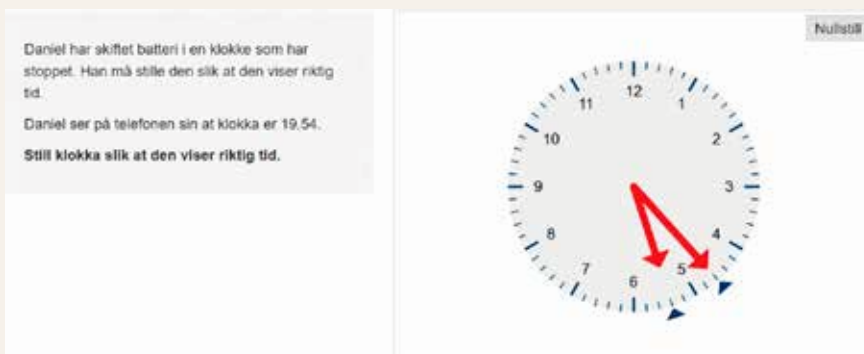 Daniel har skiftet batteri i en klokke som har
stoppet. Han må stille den slik at den viser riktig
tid.
Daniel ser på telefonen sin at klokka er 19.54.
Still klokka slik at den viser riktig tid.
Nullstill
12
11
1
10
2
9
3
8
4
7
5
6